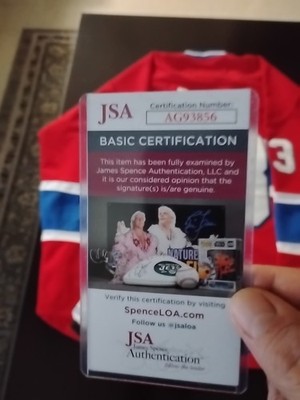 JSA
Certification Number:
AG93856
BASIC CERTIFICATION
This item has been fully examined by
James Spence Authentication, LLC and
it is our considered opinion that the
signature(s) is/are genuine.
Verify this certification by visiting
SpenceLOA.com
Follow us @jsaloa
JSA
James Spence
Authentication
3